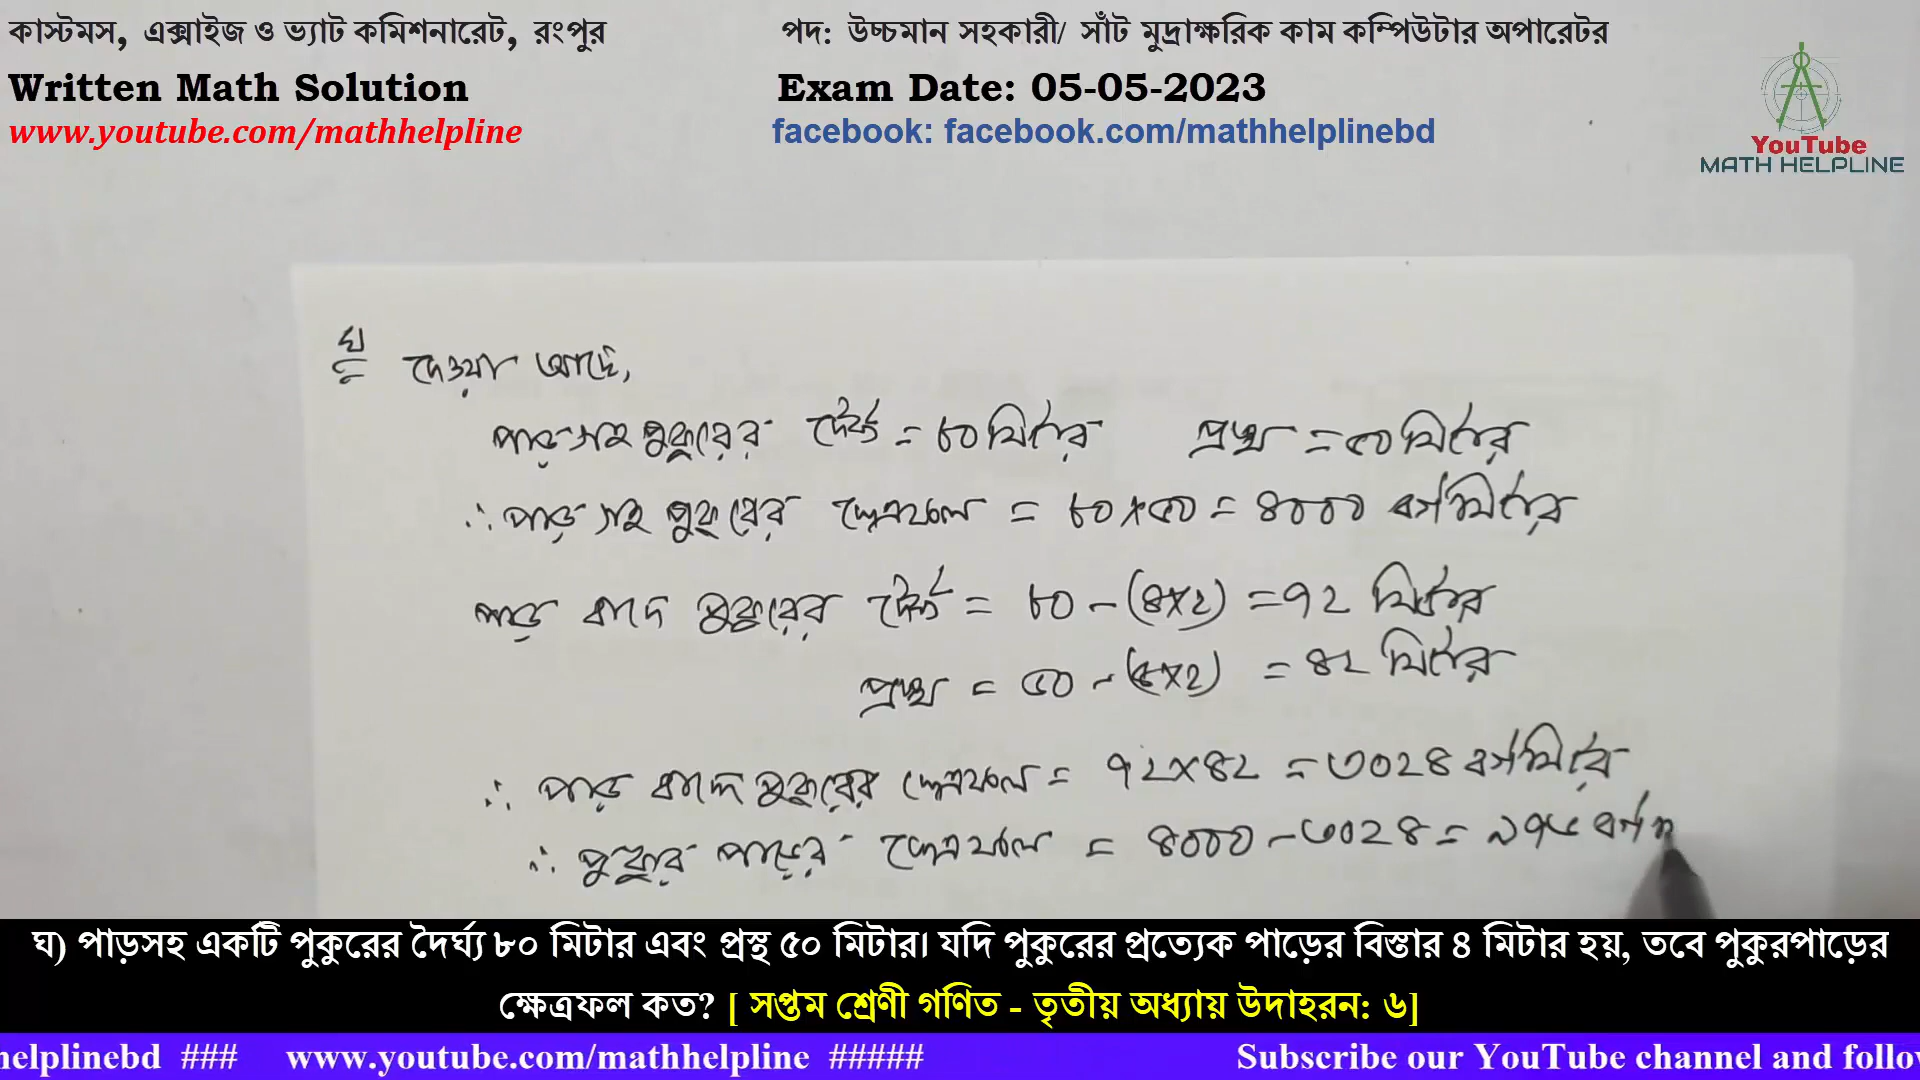 কাস্টমস, এক্সাইজ ও ভ্যাট কমিশনারেট, রংপুর
পদ: উচ্চমান সহকারী/ সাঁট মুদ্রাক্ষরিক কাম কম্পিউটার অপারেটর
Written Math Solution
Exam Date: 05-05-2023
www.youtube.com/mathhelpline
facebook: facebook.com/mathhelplinebd
YouTube
MATH HELPLINE
ঘ দেওয়া আছে,
পাড়সহ পুকুরের দৈর্ঘ্য = ৮০ মিটার প্রস্থ = ৫০ মিটার
∴ পাড় সহ পুকুরের ক্ষেত্রফল = ৮০×৫০ = ৪০০০ বর্গমিটার
পাড় বাদে পুকুরের দৈর্ঘ্য = ৮০ - (৪×২) = ৭২ মিটার
প্রস্থ = ৫০ - (৪×২) = ৪২ মিটার
∴ পাড় বাদে পুকুরের ক্ষেত্রফল = ৭২×৪২ = ৩০২৪ বর্গমিটার
∴ পুকুর পাড়ের ক্ষেত্রফল = ৪০০০ - ৩০২৪ = ৯৭৬ বর্গ
ঘ) পাড়সহ একটি পুকুরের দৈর্ঘ্য ৮০ মিটার এবং প্রস্থ ৫০ মিটার। যদি পুকুরের প্রত্যেক পাড়ের বিস্তার ৪ মিটার হয়, তবে পুকুরপাড়ের
ক্ষেত্রফল কত? [ সপ্তম শ্রেণী গণিত - তৃতীয় অধ্যায় উদাহরন: ৬]
helplinebd ### www.youtube.com/mathhelpline ##### Subscribe our YouTube channel and follo